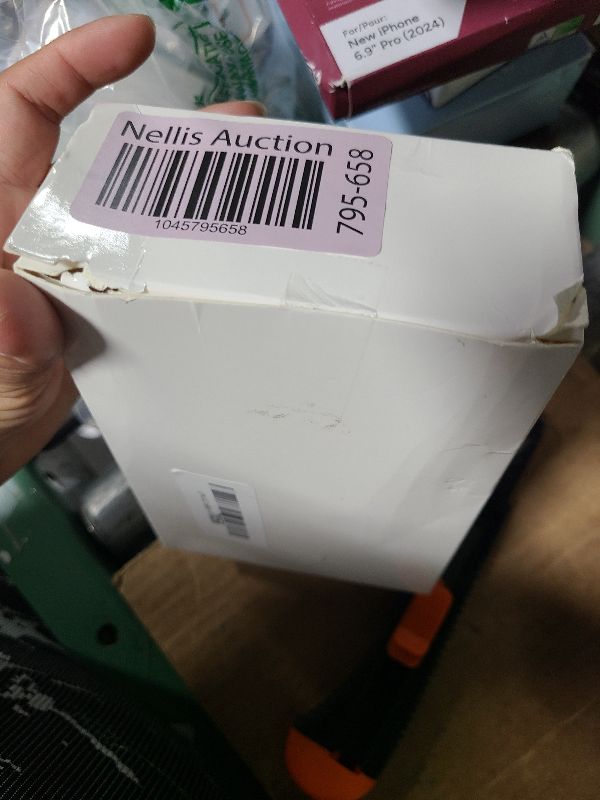 For/Pour:
New iPhone
6.9" Pro (2024)
Nellis Auction
1045795658
795-658